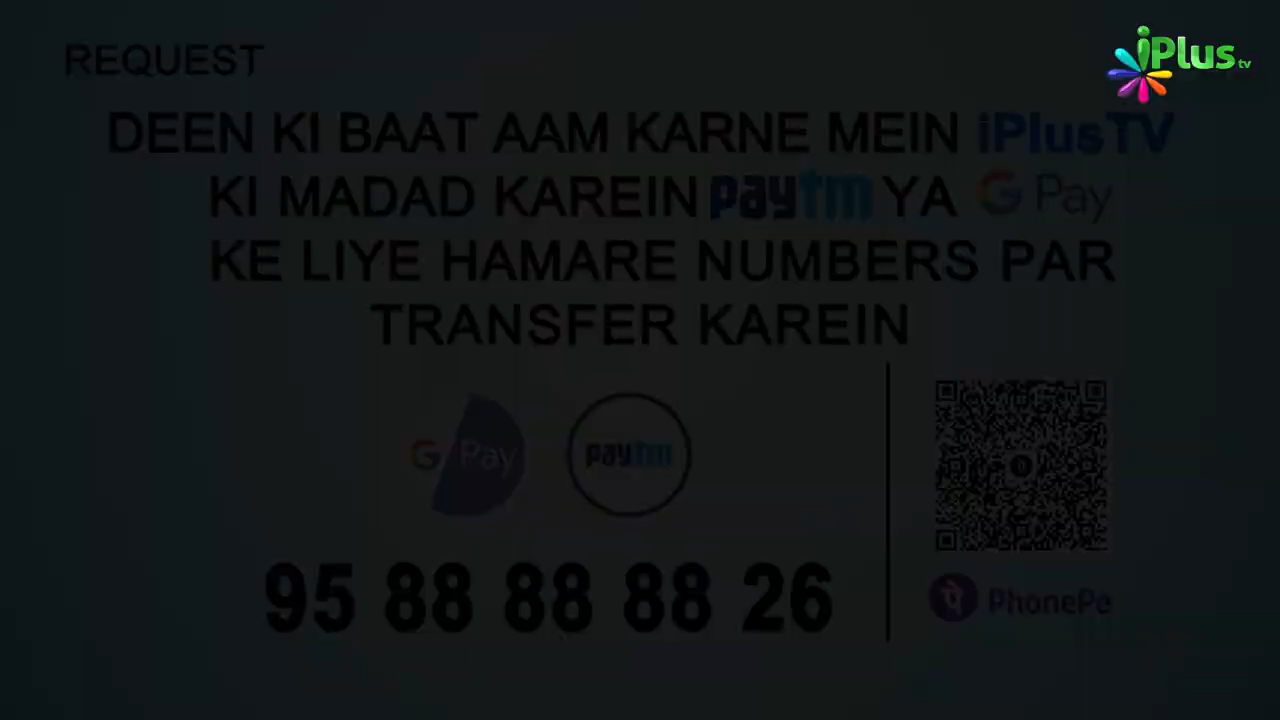 REQUEST
iPlus tv
DEEN KI BAAT AAM KARNE MEIN iPlusTV
KI MADAD KAREIN paytm YA G Pay
KE LIYE HAMARE NUMBERS PAR
TRANSFER KAREIN
G Pay paytm
95 88 88 88 26
PhonePe